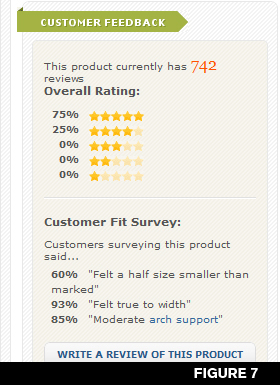 CUSTOMER FEEDBACK
This product currently has 742
reviews
Overall Rating:
75%
25%
0%
0%
0%
Customer Fit Survey:
Customers surveying this product
said...
60% "Felt a half size smaller than
marked"
93% "Felt true to width"
85% "Moderate arch support"
WRITE A REVIEW OF THIS PRODUCT
FIGURE 7